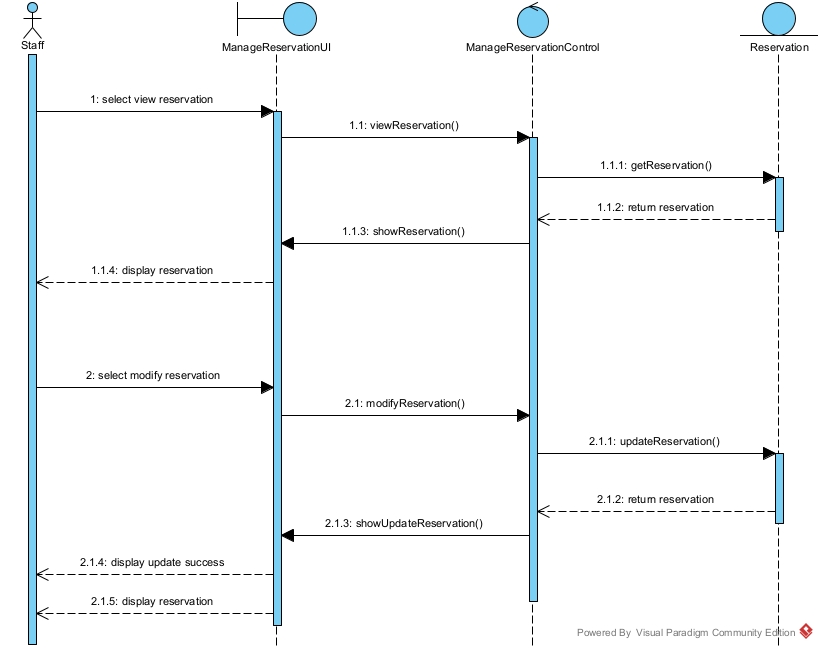 Staff
ManageReservationUI
ManageReservationControl
Reservation
1: select view reservation
1.1: viewReservation()
1.1.1: getReservation()
1.1.2: return reservation
1.1.3: showReservation()
1.1.4: display reservation
2: select modify reservation
2.1: modifyReservation()
2.1.1: updateReservation()
2.1.2: return reservation
2.1.3: showUpdateReservation()
2.1.4: display update success
2.1.5: display reservation
Powered By Visual Paradigm Community Edition